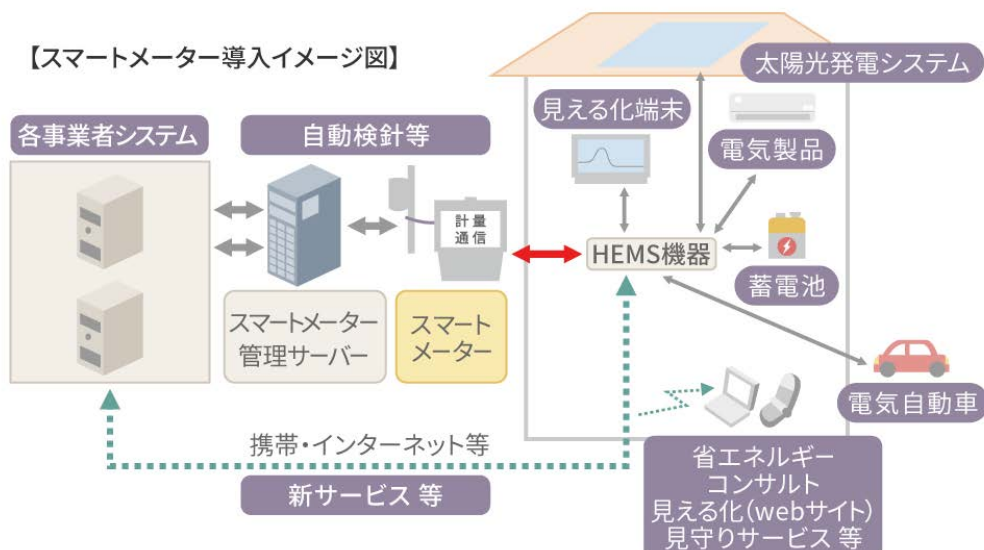 【スマートメーター導入イメージ図】
太陽光発電システム
見える化端末
各事業者システム
自動検針等
電気製品
計量
通信
HEMS機器
蓄電池
スマートメーター
管理サーバー
スマート
メーター
電気自動車
携帯・インターネット等
新サービス 等
省エネルギー
コンサルト
見える化(webサイト)
見守りサービス 等